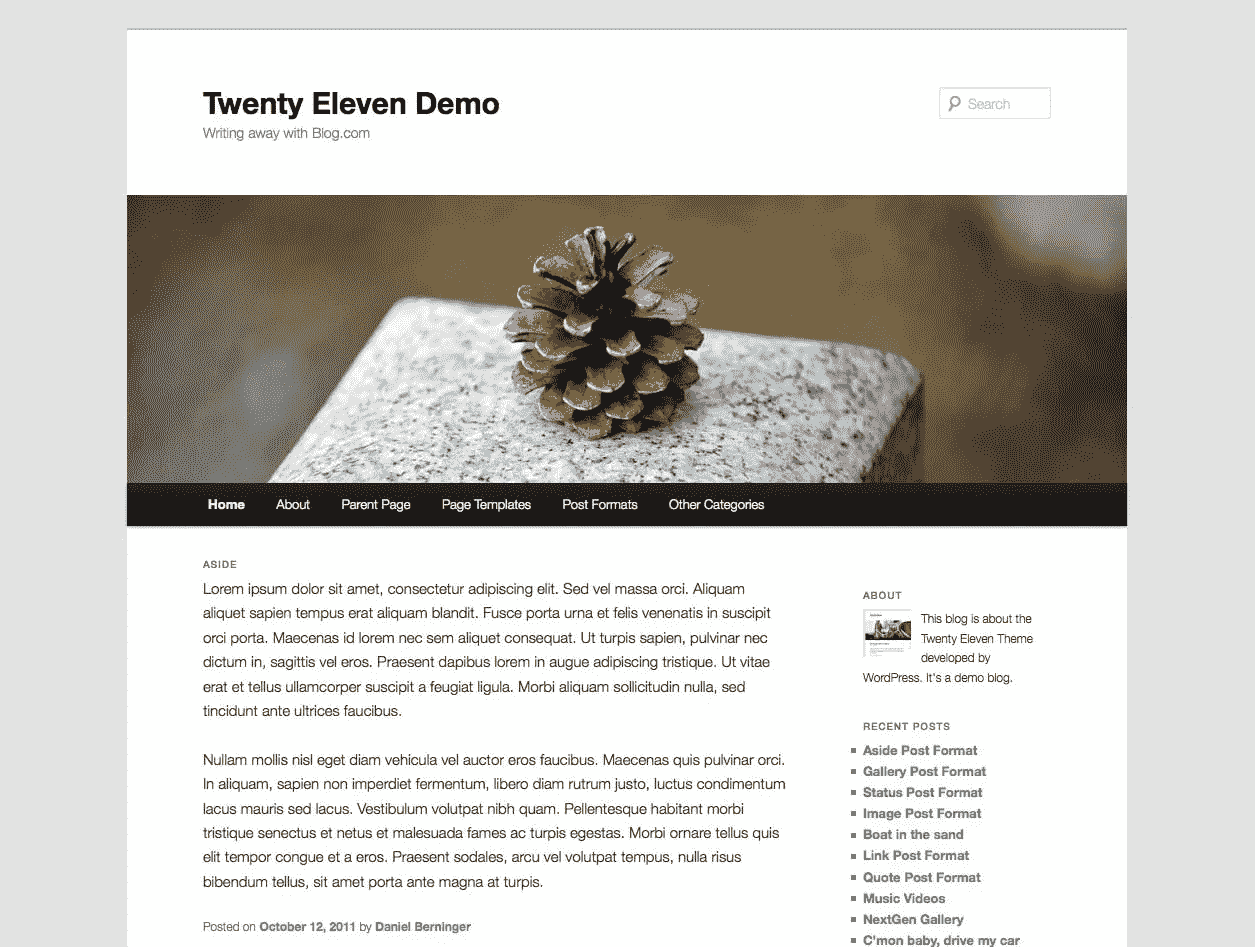 Twenty Eleven Demo
Writing away with Blog.com
Search
Home About Parent Page Page Templates Post Formats Other Categories
ASIDE
Lorem ipsum dolor sit amet, consectetur adipiscing elit. Sed vel massa orci. Aliquam
aliquet sapien tempus erat aliquam blandit. Fusce porta urna et felis venenatis in suscipit
orci porta. Maecenas id lorem nec sem aliquet consequat. Ut turpis sapien, pulvinar nec
dictum in, sagittis vel eros. Praesent dapibus lorem in augue adipiscing tristique. Ut vitae
erat et tellus ullamcorper suscipit a feugiat ligula. Morbi aliquam sollicitudin nulla, sed
tincidunt ante ultrices faucibus.
Nullam mollis nisl eget diam vehicula vel auctor eros faucibus. Maecenas quis pulvinar orci.
In aliquam, sapien non imperdiet fermentum, libero diam rutrum justo, luctus condimentum
lacus mauris sed lacus. Vestibulum volutpat nibh quam. Pellentesque habitant morbi
tristique senectus et netus et malesuada fames ac turpis egestas. Morbi ornare tellus quis
elit tempor congue et a eros. Praesent sodales, arcu vel volutpat tempus, nulla risus
bibendum tellus, sit amet porta ante magna at turpis.
Posted on October 12, 2011 by Daniel Berninger
ABOUT
This blog is about the
Twenty Eleven Theme
developed by
WordPress. It's a demo blog.
RECENT POSTS
Aside Post Format
Gallery Post Format
Status Post Format
Image Post Format
Boat in the sand
Link Post Format
Quote Post Format
Music Videos
NextGen Gallery
C'mon baby, drive my car